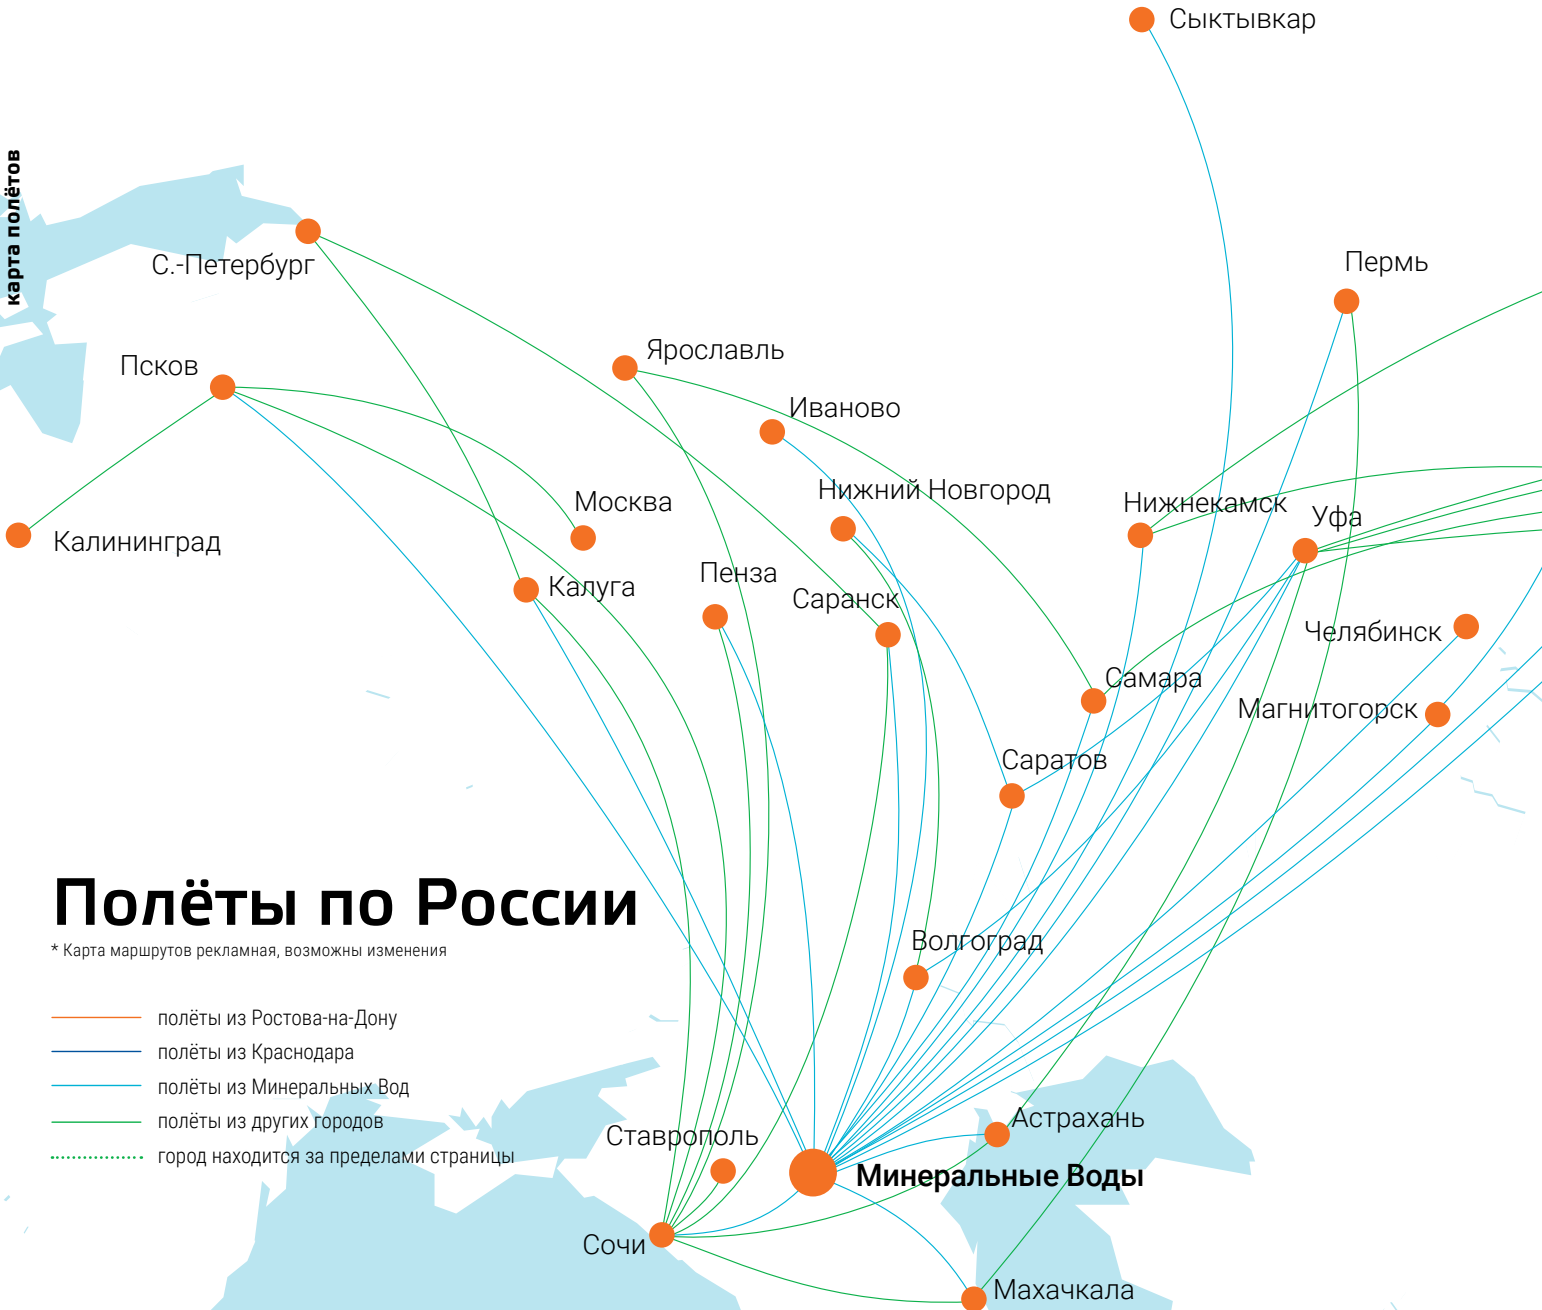 Сыктывкар
карта полётов
С.-Петербург
Пермь
Псков
Ярославль
Иваново
Нижний Новгород
Москва
Нижнекамск
Уфа
Калининград
Калуга
Пенза
Саранск
Челябинск
Самара
Магнитогорск
Саратов
Полёты по России
* Карта маршрутов рекламная, возможны изменения
Волгоград
полёты из Ростова-на-Дону
полёты из Краснодара
полёты из Минеральных Вод
полёты из других городов
город находится за пределами страницы
Астрахань
Ставрополь
Минеральные Воды
Сочи
Махачкала